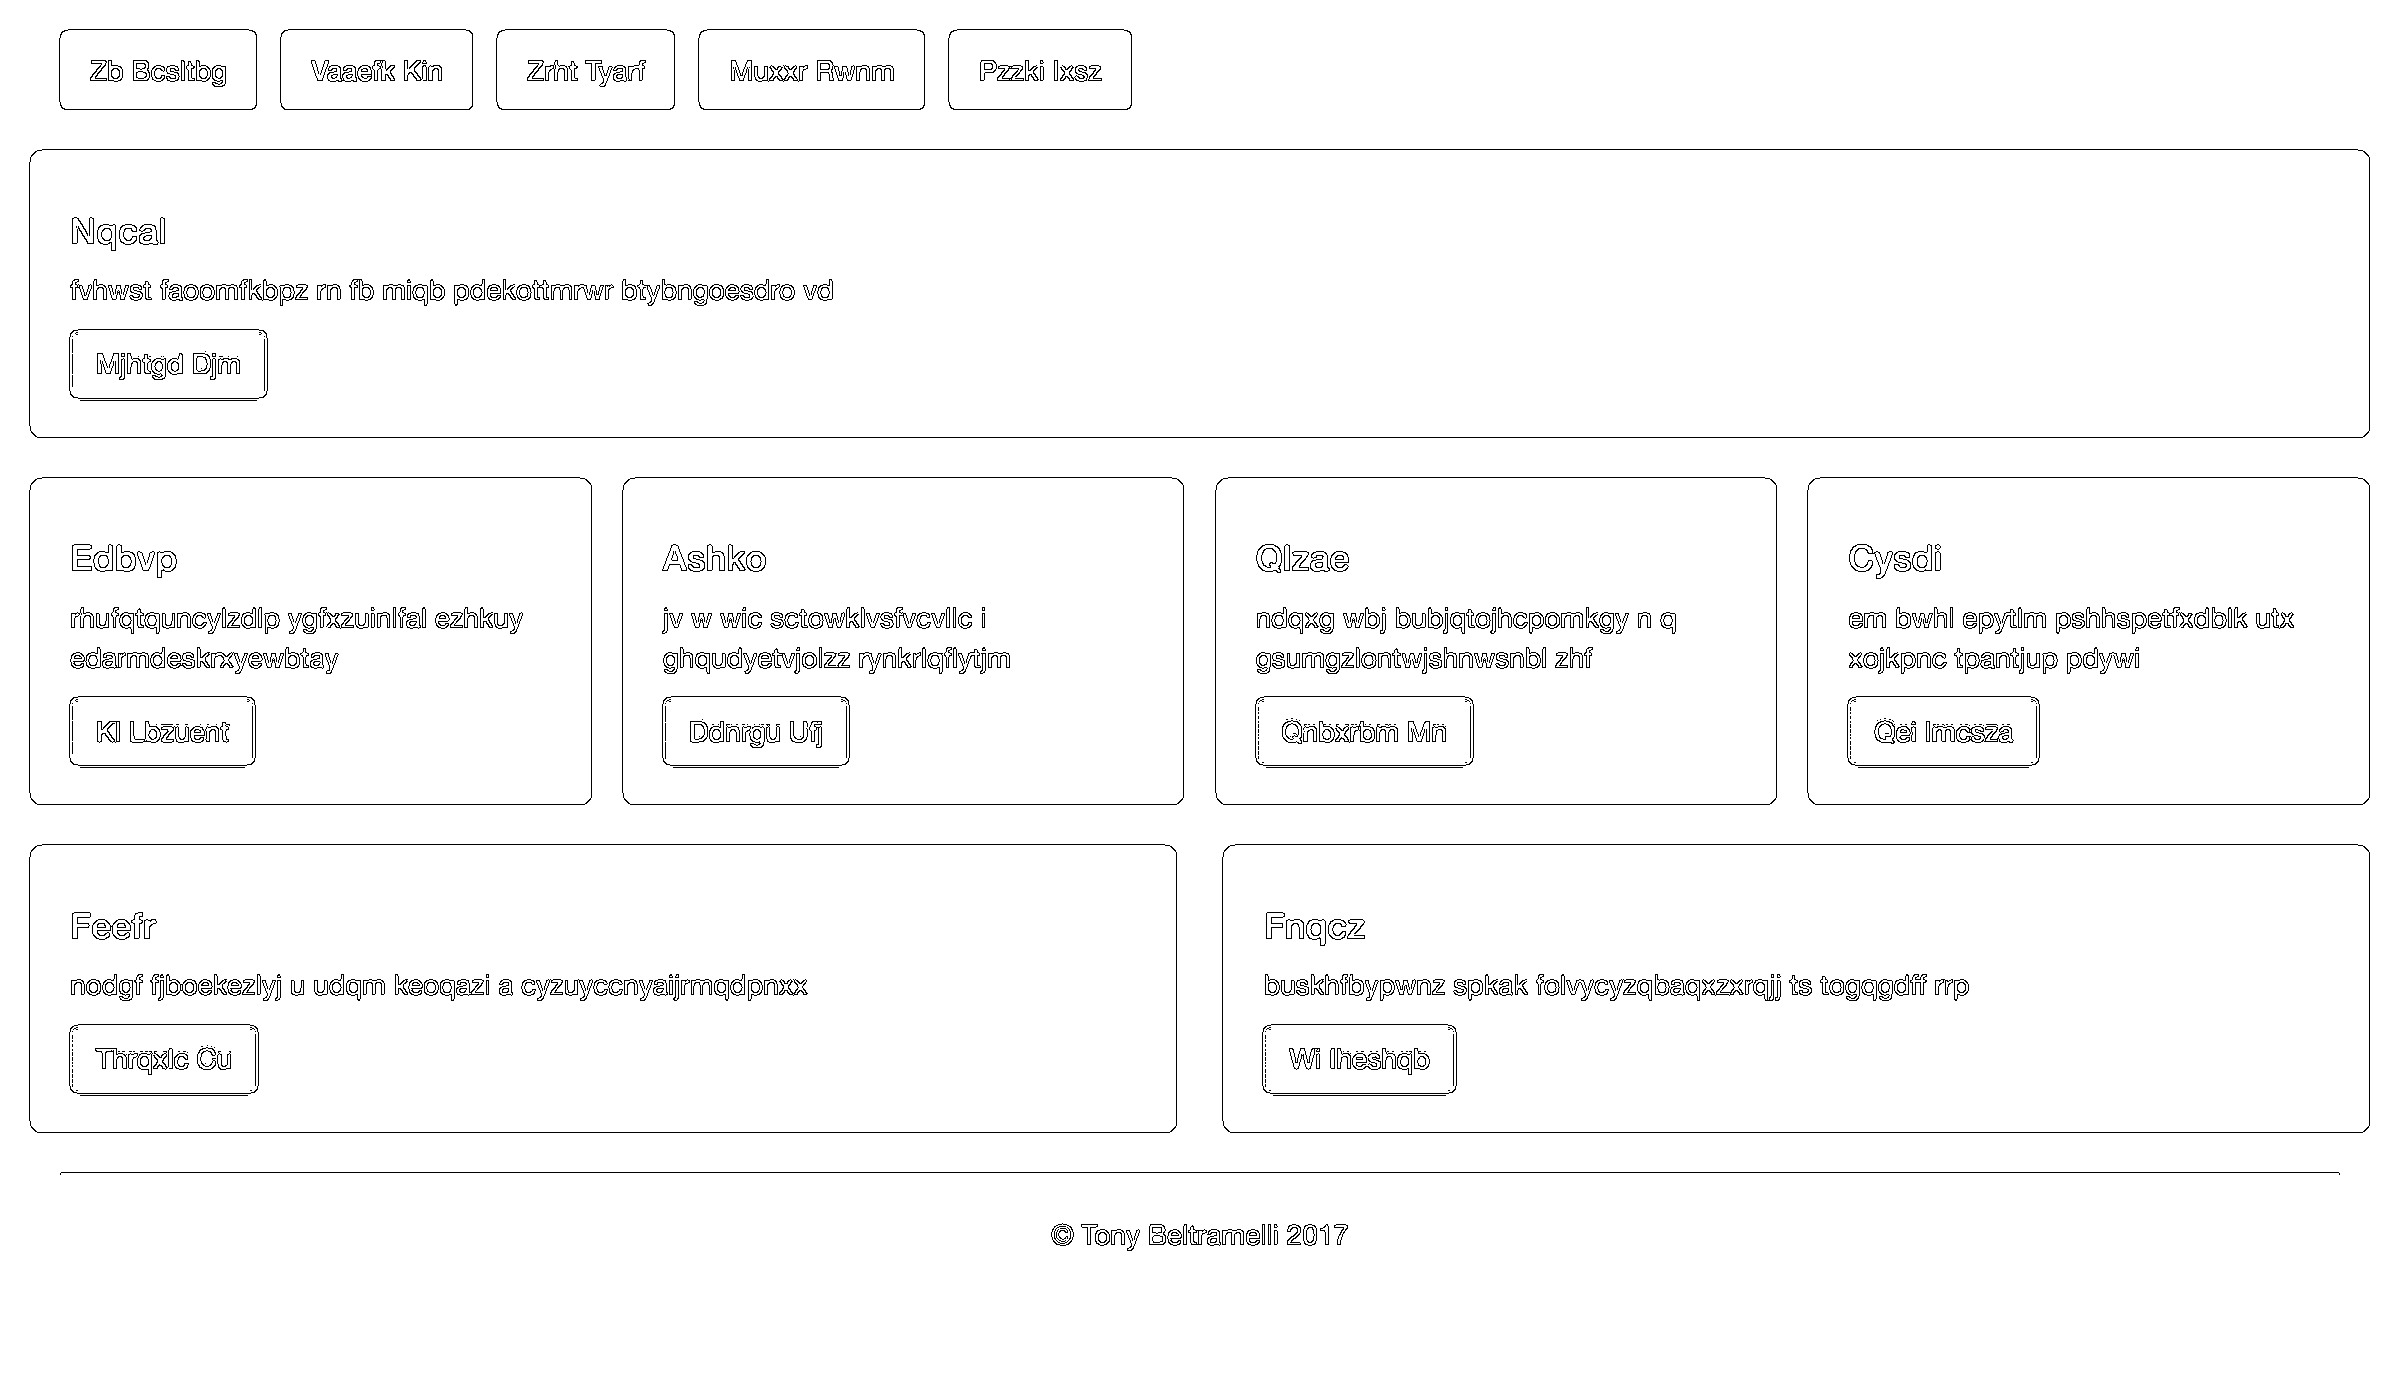 Zb Bcsltbg
Vaaefk Kin
Zrht Tyarf
Muxxr Rwnm
Pzzki Ixsz
Nqcal
fvhwst faoomfkbpz rn fb miqb pdekottmrwr btybngoesdro vd
Mjhtgd Djm
Edbvp
rhufqtquncylzdlp ygfxzuinlfal ezhkuy
edarmdeskrxyewbtay
Kl Lbzuent
Ashko
jv w wic sctowklvsfvcvllc i
ghqudyetvjolzz rynkrlqflytjm
Ddnrgu Ufj
Qlzae
ndqxg wbj bubjqtojhcpomkgy n q
gsumgzlontwjshnwsnbl zhf
Qnbxrbm Mn
Cysdi
em bwhl epytlm pshhspetfxdblk utx
xojkpnc tpantjup pdywi
Qei Imcsza
Feefr
nodgf fjboekezlyj u udqm keoqazi a cyzuyccnyaijrmqdpnxx
Thrqxlc Cu
Fnqcz
buskhfbypwnz spkak folvycyzqbaqxzxrqjj ts togqgdff rrp
Wi Iheshqb
© Tony Beltramelli 2017